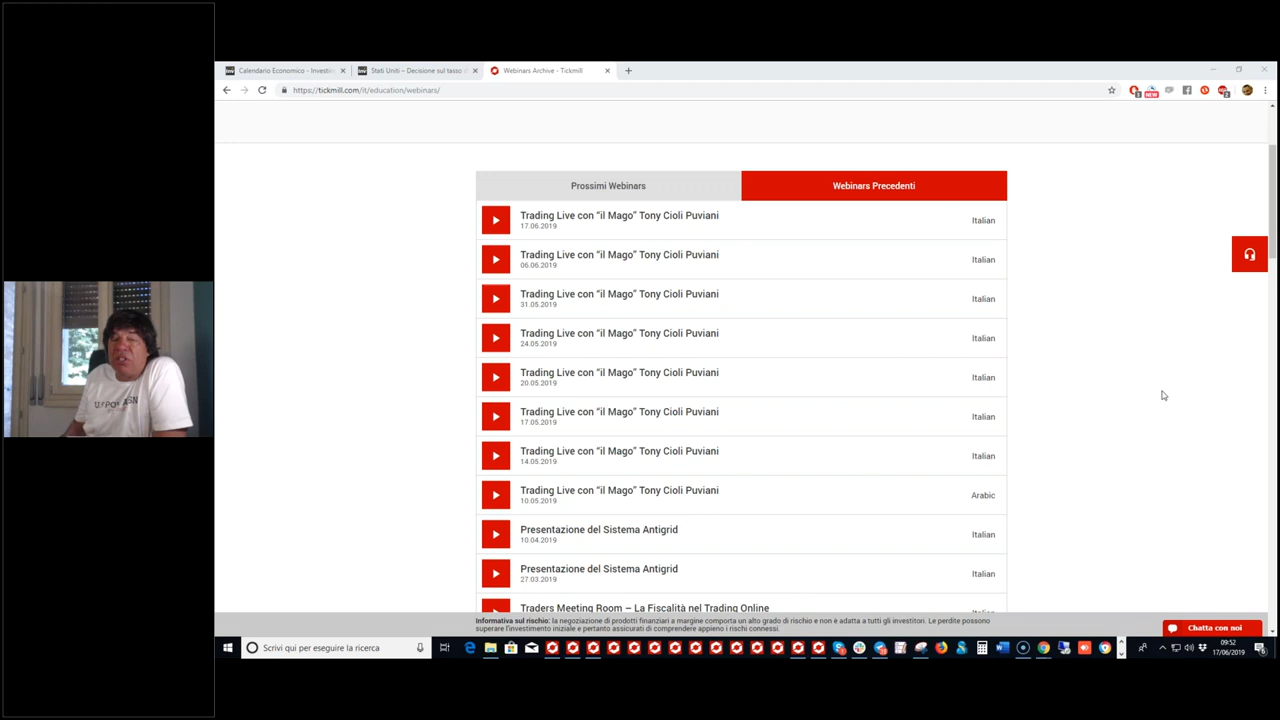 Calendario Economico - Investin
Stati Uniti – Decisione sul tasso
Webinars Archive - Tickmill
https://tickmill.com/it/education/webinars/
NEW
Prossimi Webinars
Webinars Precedenti
Trading Live con “il Mago” Tony Cioli Puviani
17.06.2019
Italian
Trading Live con “il Mago” Tony Cioli Puviani
06.06.2019
Italian
Trading Live con “il Mago” Tony Cioli Puviani
31.05.2019
Italian
Trading Live con “il Mago” Tony Cioli Puviani
24.05.2019
Italian
Trading Live con “il Mago” Tony Cioli Puviani
20.05.2019
Italian
Trading Live con “il Mago” Tony Cioli Puviani
17.05.2019
Italian
Trading Live con “il Mago” Tony Cioli Puviani
14.05.2019
Italian
Trading Live con “il Mago” Tony Cioli Puviani
10.05.2019
Arabic
Presentazione del Sistema Antigrid
10.04.2019
Italian
Presentazione del Sistema Antigrid
27.03.2019
Italian
Traders Meeting Room – La Fiscalità nel Trading Online
Italian
Informativa sul rischio: la negoziazione di prodotti finanziari a margine comporta un alto grado di rischio e non è adatta a tutti gli investitori. Le perdite possono
superare l'investimento iniziale e pertanto assicurati di comprendere appieno i rischi connessi.
Chatta con noi
Scrivi qui per eseguire la ricerca
09:52
17/06/2019